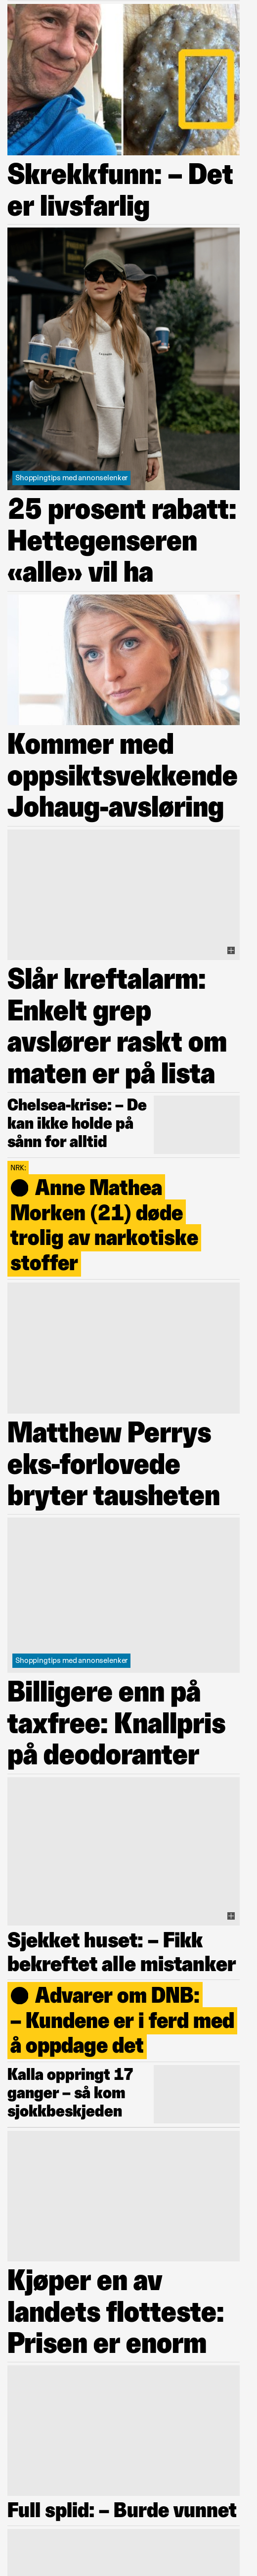 Skrekkfunn: – Det
er livsfarlig
Shoppingtips med annonselenker
25 prosent rabatt:
Hettegenseren
«alle» vil ha
Kommer med
oppsiktsvekkende
Johaug-avsløring
Slår kreftalarm:
Enkelt grep
avslører raskt om
maten er på lista
Chelsea-krise: – De
kan ikke holde på
sånn for alltid
NRK:
● Anne Mathea
Morken (21) døde
trolig av narkotiske
stoffer
Matthew Perrys
eks-forlovede
bryter tausheten
Shoppingtips med annonselenker
Billigere enn på
taxfree: Knallpris
på deodoranter
Sjekket huset: – Fikk
bekreftet alle mistanker
● Advarer om DNB:
– Kundene er i ferd med
å oppdage det
Kalla oppringt 17
ganger – så kom
sjokkbeskjeden
Kjøper en av
landets flotteste:
Prisen er enorm
Full splid: – Burde vunnet